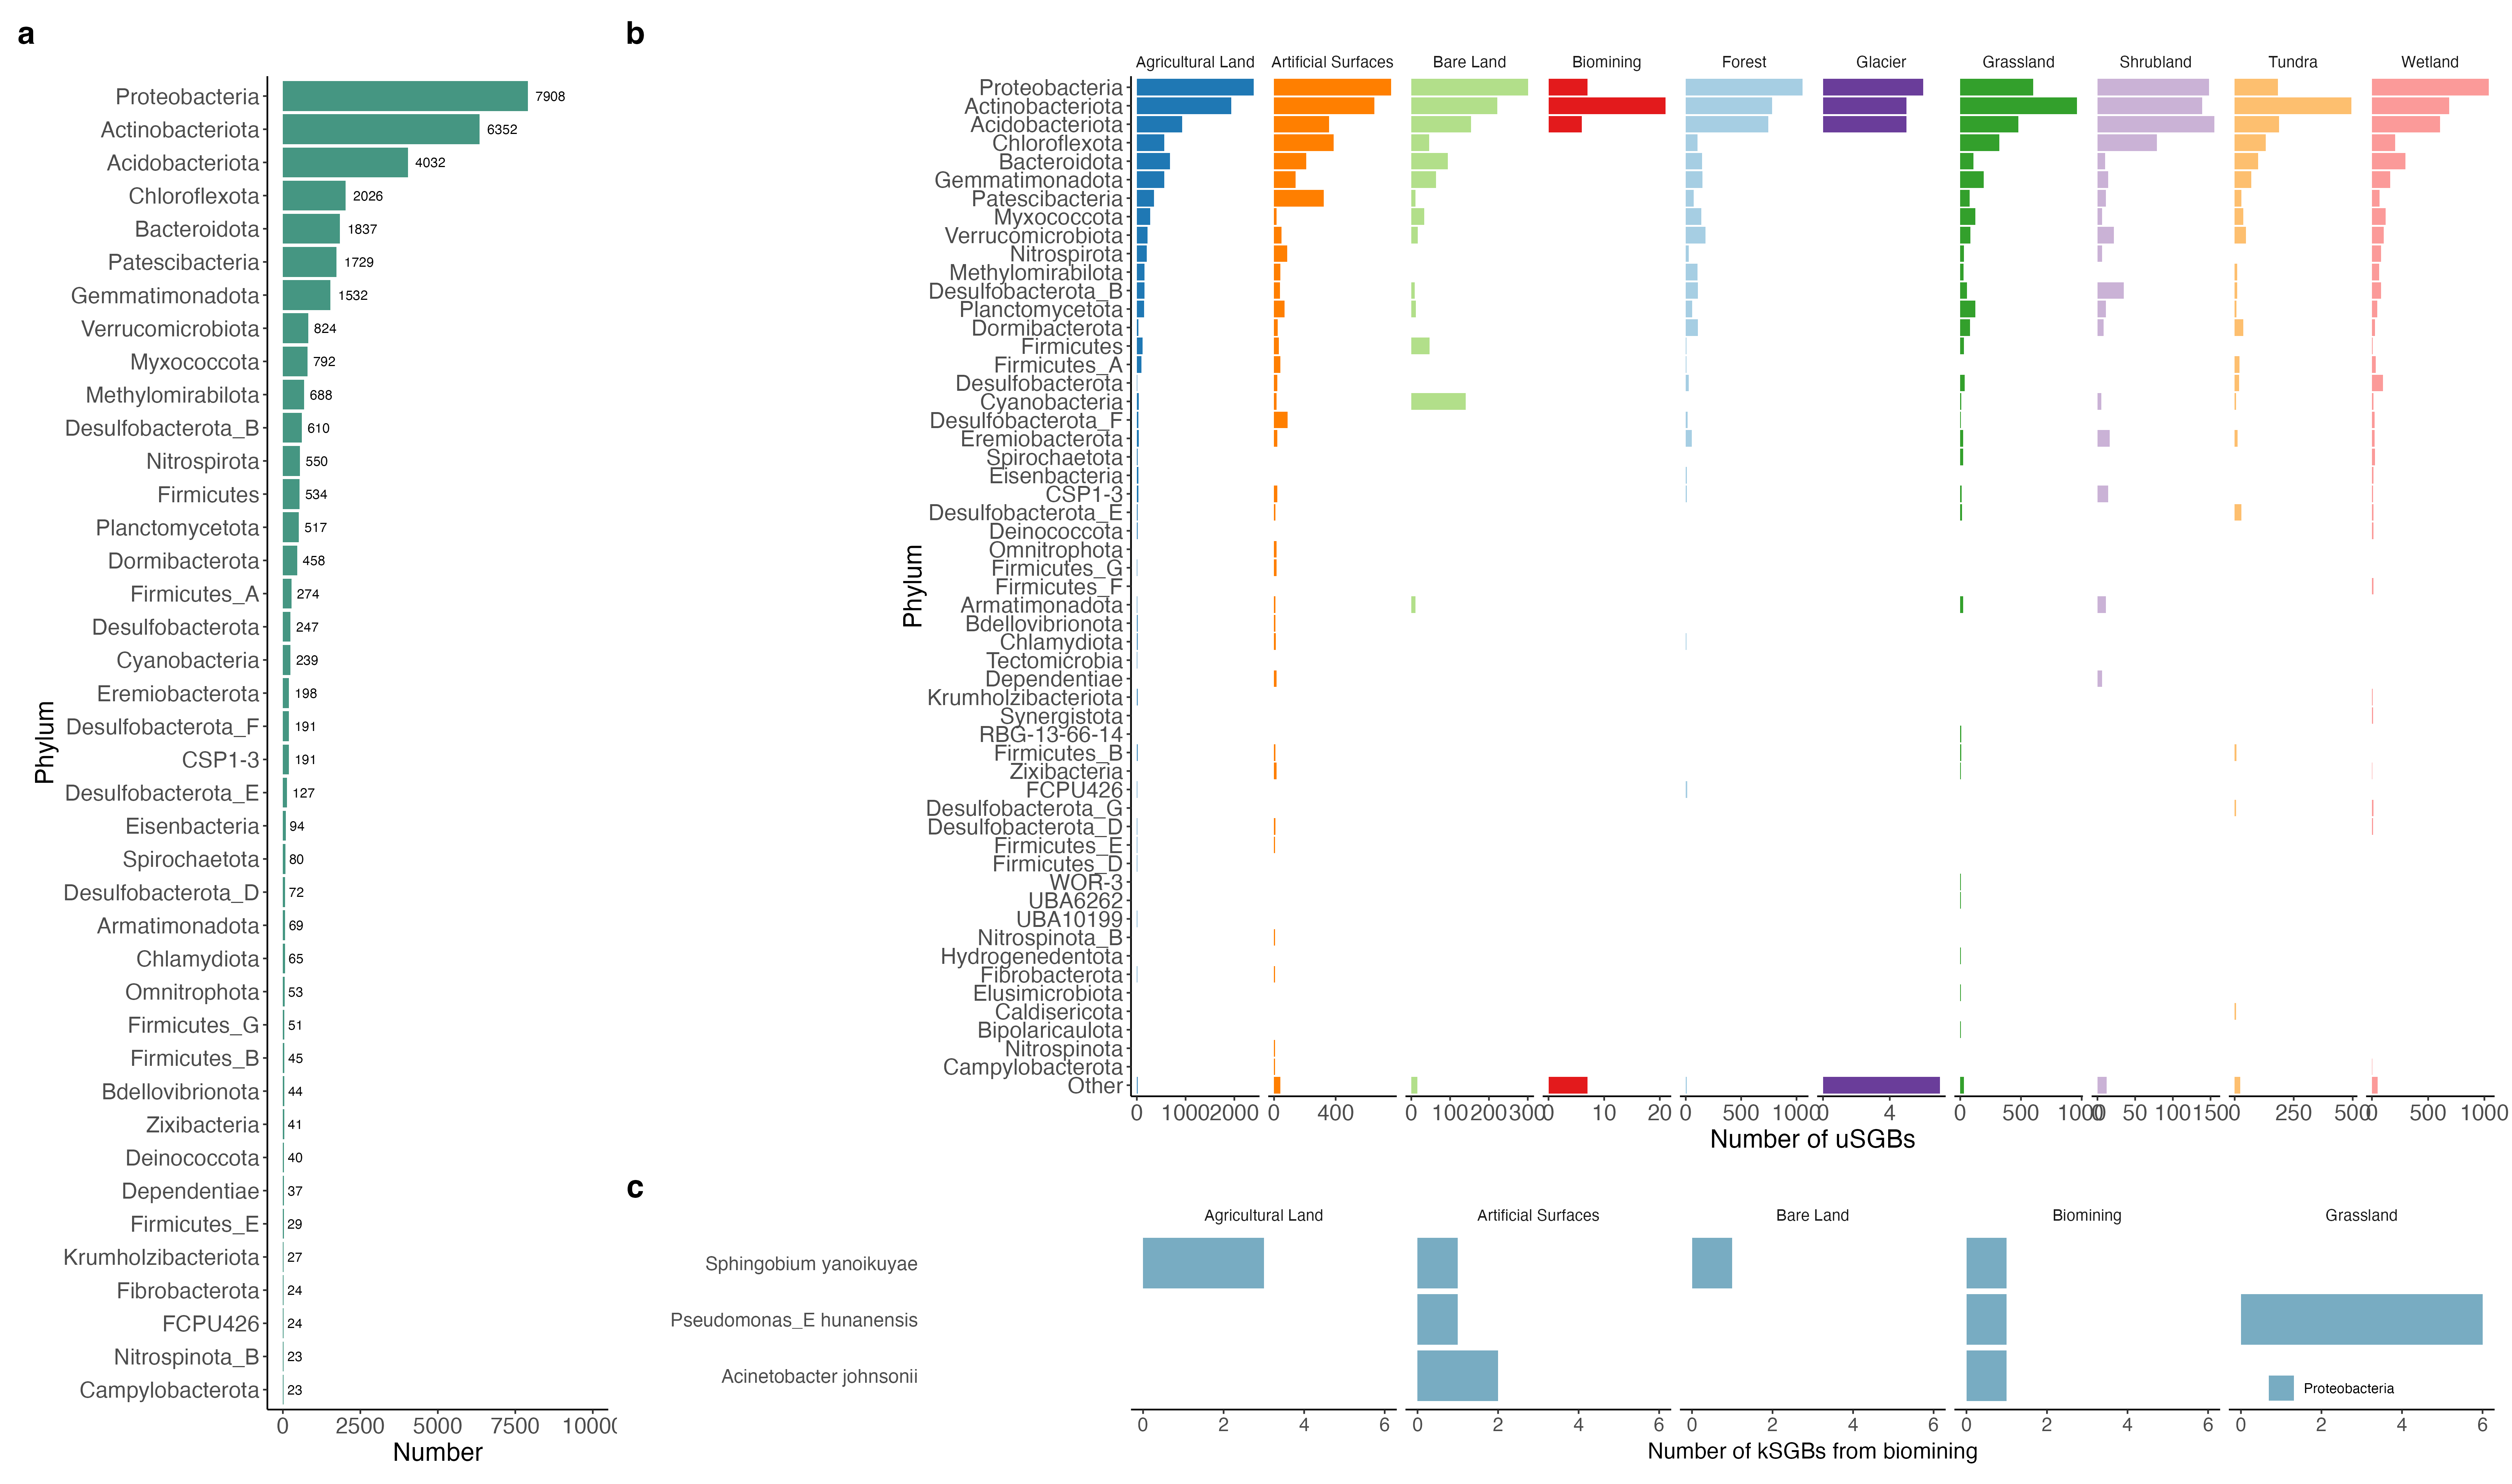 a
Proteobacteria 7908
Actinobacteriota 6352
Acidobacteriota 4032
Chloroflexota 2026
Bacteroidota 1837
Patescibacteria 1729
Gemmatimonadota 1532
Verrucomicrobiota 824
Myxococcota 792
Methylomirabilota 688
Desulfobacterota_B 610
Nitrospirota 550
Firmicutes 534
Planctomycetota 517
Dormibacterota 458
Firmicutes_A 274
Desulfobacterota 247
Cyanobacteria 239
Eremiobacterota 198
Desulfobacterota_F 191
CSP1-3 191
Desulfobacterota_E 127
Eisenbacteria 94
Spirochaetota 80
Desulfobacterota_D 72
Armatimonadota 69
Chlamydiota 65
Omnitrophota 53
Firmicutes_G 51
Firmicutes_B 45
Bdellovibrionota 44
Zixibacteria 41
Deinococcota 40
Dependentiae 37
Firmicutes_E 29
Krumholzibacteriota 27
Fibrobacterota 24
FCPU426 24
Nitrospinota_B 23
Campylobacterota 23
Phylum
0 2500 5000 7500
Number
b
Agricultural Land Artificial Surfaces Bare Land Biomining Forest Glacier Grassland Shrubland Tundra Wetland
Proteobacteria
Actinobacteriota
Acidobacteriota
Chloroflexota
Bacteroidota
Gemmatimonadota
Patescibacteria
Myxococcota
Verrucomicrobiota
Nitrospirota
Methylomirabilota
Desulfobacterota_B
Planctomycetota
Dormibacterota
Firmicutes
Firmicutes_A
Desulfobacterota
Cyanobacteria
Desulfobacterota_F
Eremiobacterota
Spirochaetota
Eisenbacteria
CSP1-3
Desulfobacterota_E
Deinococcota
Omnitrophota
Firmicutes_G
Firmicutes_F
Armatimonadota
Bdellovibrionota
Chlamydiota
Tectomicrobia
Dependentiae
Krumholzibacteriota
Synergistota
RBG-13-66-14
Firmicutes_B
Zixibacteria
FCPU426
Desulfobacterota_G
Desulfobacterota_D
Firmicutes_E
Firmicutes_D
WOR-3
UBA6262
UBA10199
Nitrospinota_B
Hydrogenedentota
Fibrobacterota
Elusimicrobiota
Caldisericota
Bipolaricaulota
Nitrospinota
Campylobacterota
Other
Phylum
0 1000 2000 0 400 0 100 200 300 0 10 20 0 500 1000 0 4 0 500 1000 0 50 100 150 0 250 500 0 500 1000
Number of uSGBs
c
Agricultural Land Artificial Surfaces Bare Land Biomining Grassland
Sphingobium yanoikuyae
Pseudomonas_E hunanensis
Acinetobacter johnsonii
Proteobacteria
0 2 4 6 0 2 4 6 0 2 4 6 0 2 4 6 0 2 4 6
Number of kSGBs from biomining